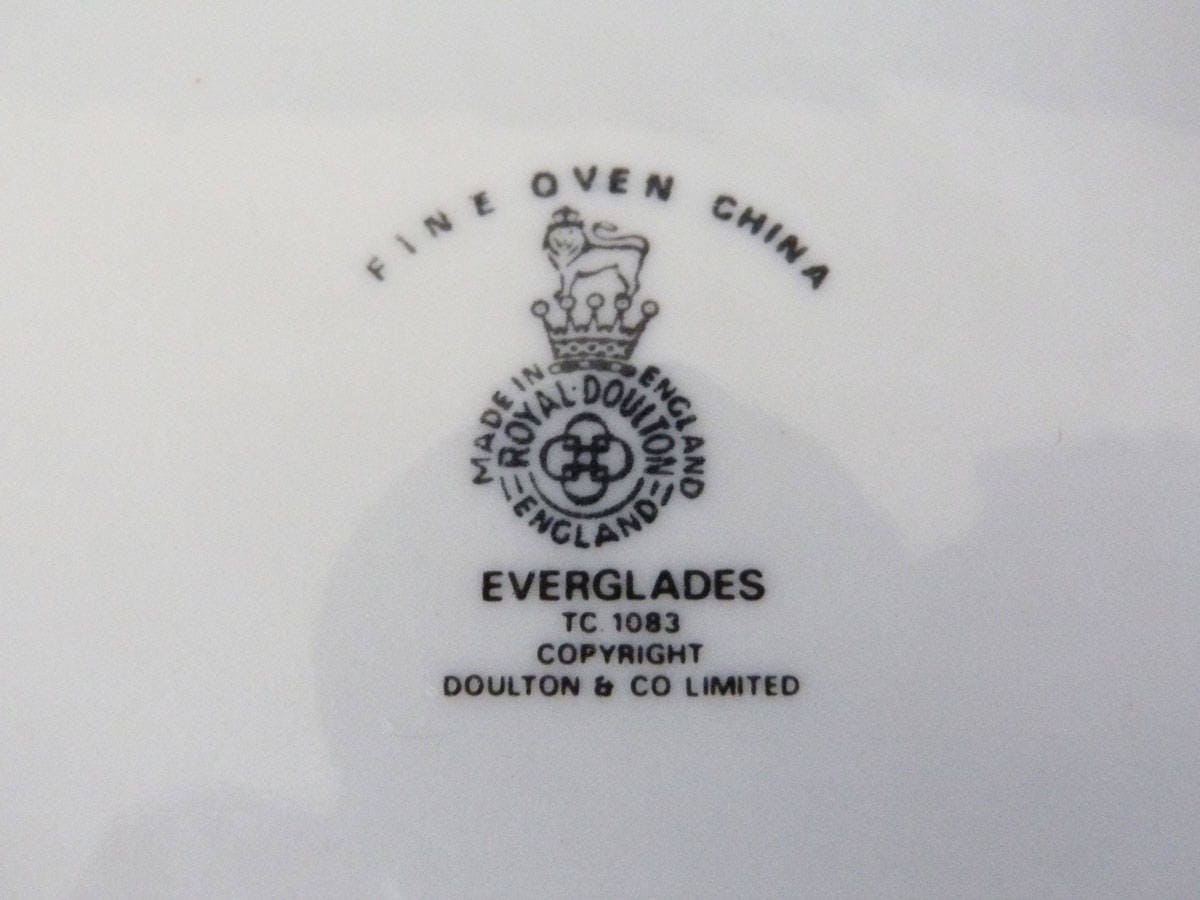 FINE OVEN CHINA
MADE IN ENGLAND
ROYAL·DOULTON
ENGLAND
EVERGLADES
TC. 1083
COPYRIGHT
DOULTON & CO LIMITED